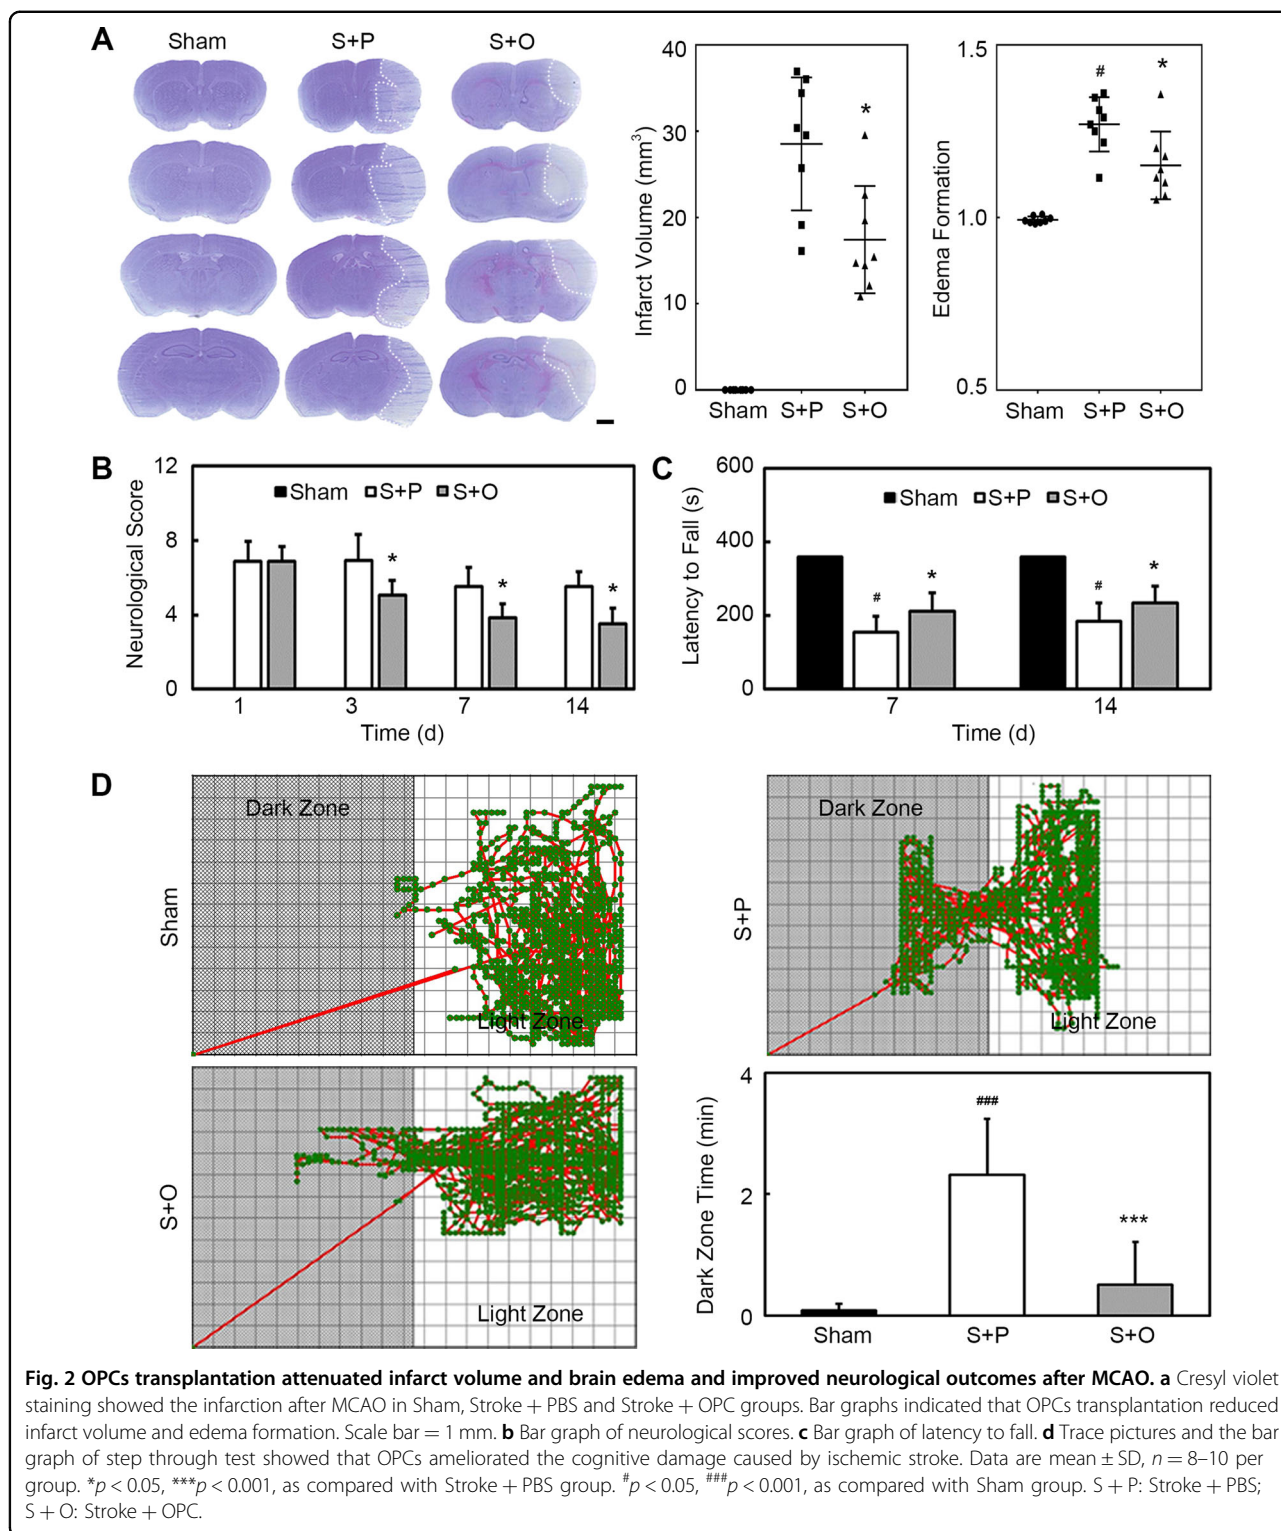 A
Sham
S+P
S+O
Infarct Volume (mm³)
40
30
20
10
0
*
Sham
S+P
S+O
Edema Formation
1.5
1.0
0.5
#
*
Sham
S+P
S+O
B
Neurological Score
12
8
4
0
Sham
S+P
S+O
*
*
*
1
3
7
14
Time (d)
C
Latency to Fall (s)
600
400
200
0
Sham
S+P
S+O
#
*
#
*
7
14
Time (d)
D
Sham
Dark Zone
Light Zone
S+P
Dark Zone
Light Zone
S+O
Light Zone
Dark Zone Time (min)
4
2
0
###
***
Sham
S+P
S+O
Fig. 2 OPCs transplantation attenuated infarct volume and brain edema and improved neurological outcomes after MCAO. a Cresyl violet
staining showed the infarction after MCAO in Sham, Stroke + PBS and Stroke + OPC groups. Bar graphs indicated that OPCs transplantation reduced
infarct volume and edema formation. Scale bar = 1 mm. b Bar graph of neurological scores. c Bar graph of latency to fall. d Trace pictures and the bar
graph of step through test showed that OPCs ameliorated the cognitive damage caused by ischemic stroke. Data are mean ± SD, n = 8–10 per
group. *p < 0.05, ***p < 0.001, as compared with Stroke + PBS group. #p < 0.05, ###p < 0.001, as compared with Sham group. S + P: Stroke + PBS;
S + O: Stroke + OPC.